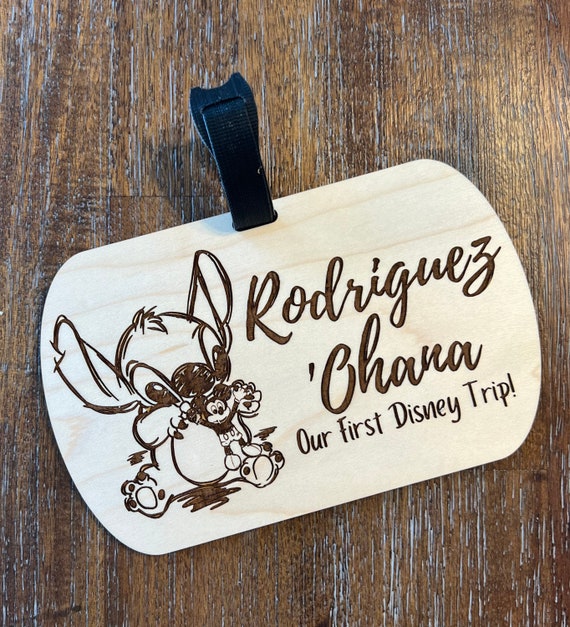 Rodriguez
'Ohana
Our First Disney Trip!